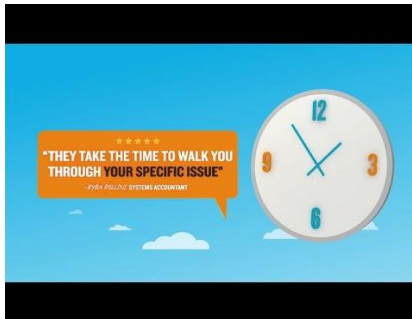 "THEY TAKE THE TIME TO WALK YOU
THROUGH YOUR SPECIFIC ISSUE"
SYSTEMS ACCOUNTANT
12
9
3
6